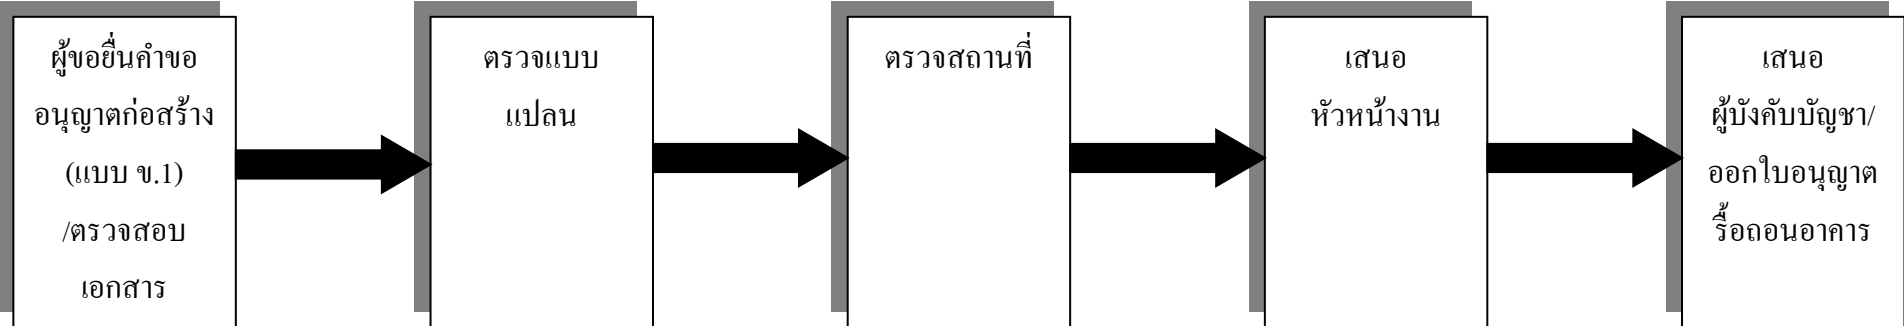 ผู้ขอยื่นคำขอ
อนุญาตก่อสร้าง
(แบบ ข.1)
/ตรวจสอบ
เอกสาร
ตรวจแบบ
แปลน
ตรวจสถานที่
เสนอ
หัวหน้างาน
เสนอ
ผู้บังคับบัญชา/
ออกใบอนุญาต
รื้อถอนอาคาร